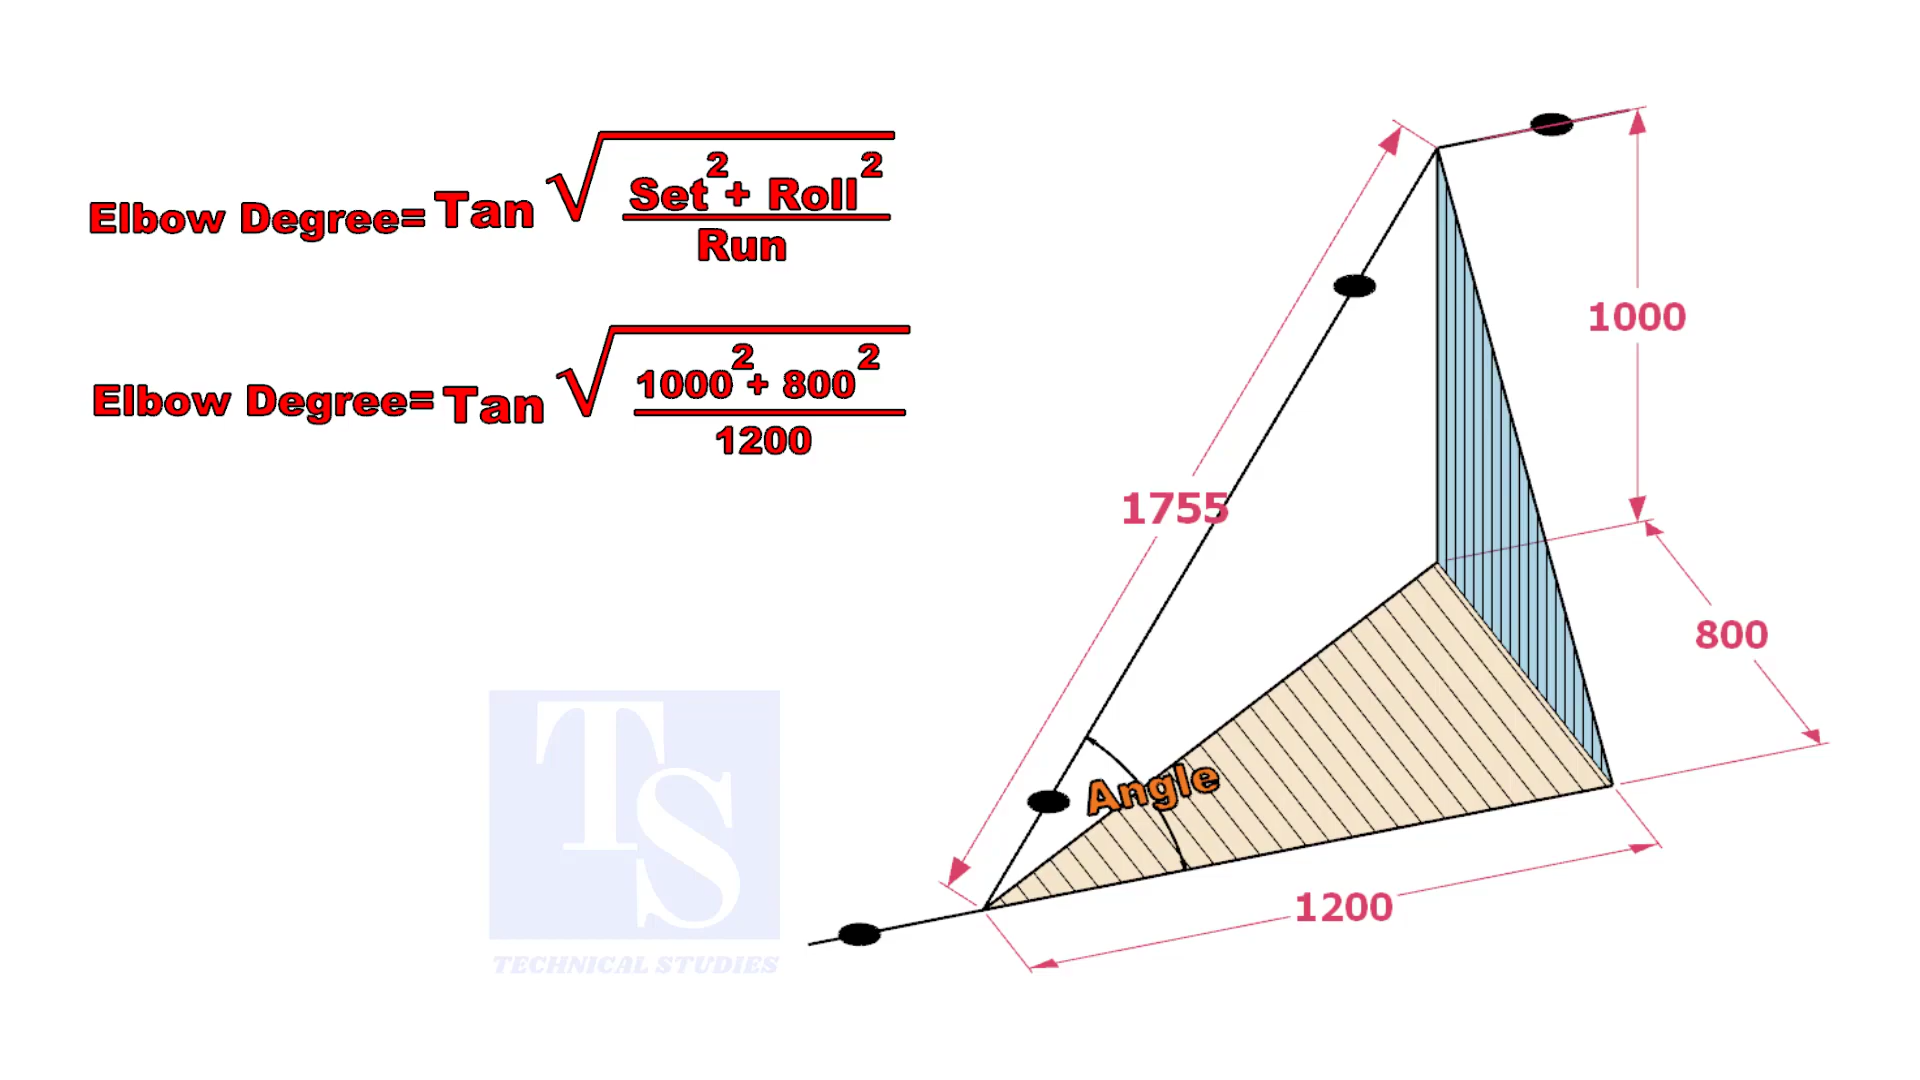 Elbow Degree= Tan √ Set² + Roll²
Run
Elbow Degree= Tan √ 1000² + 800²
1200
1000
1755
800
Angle
1200
TS
TECHNICAL STUDIES